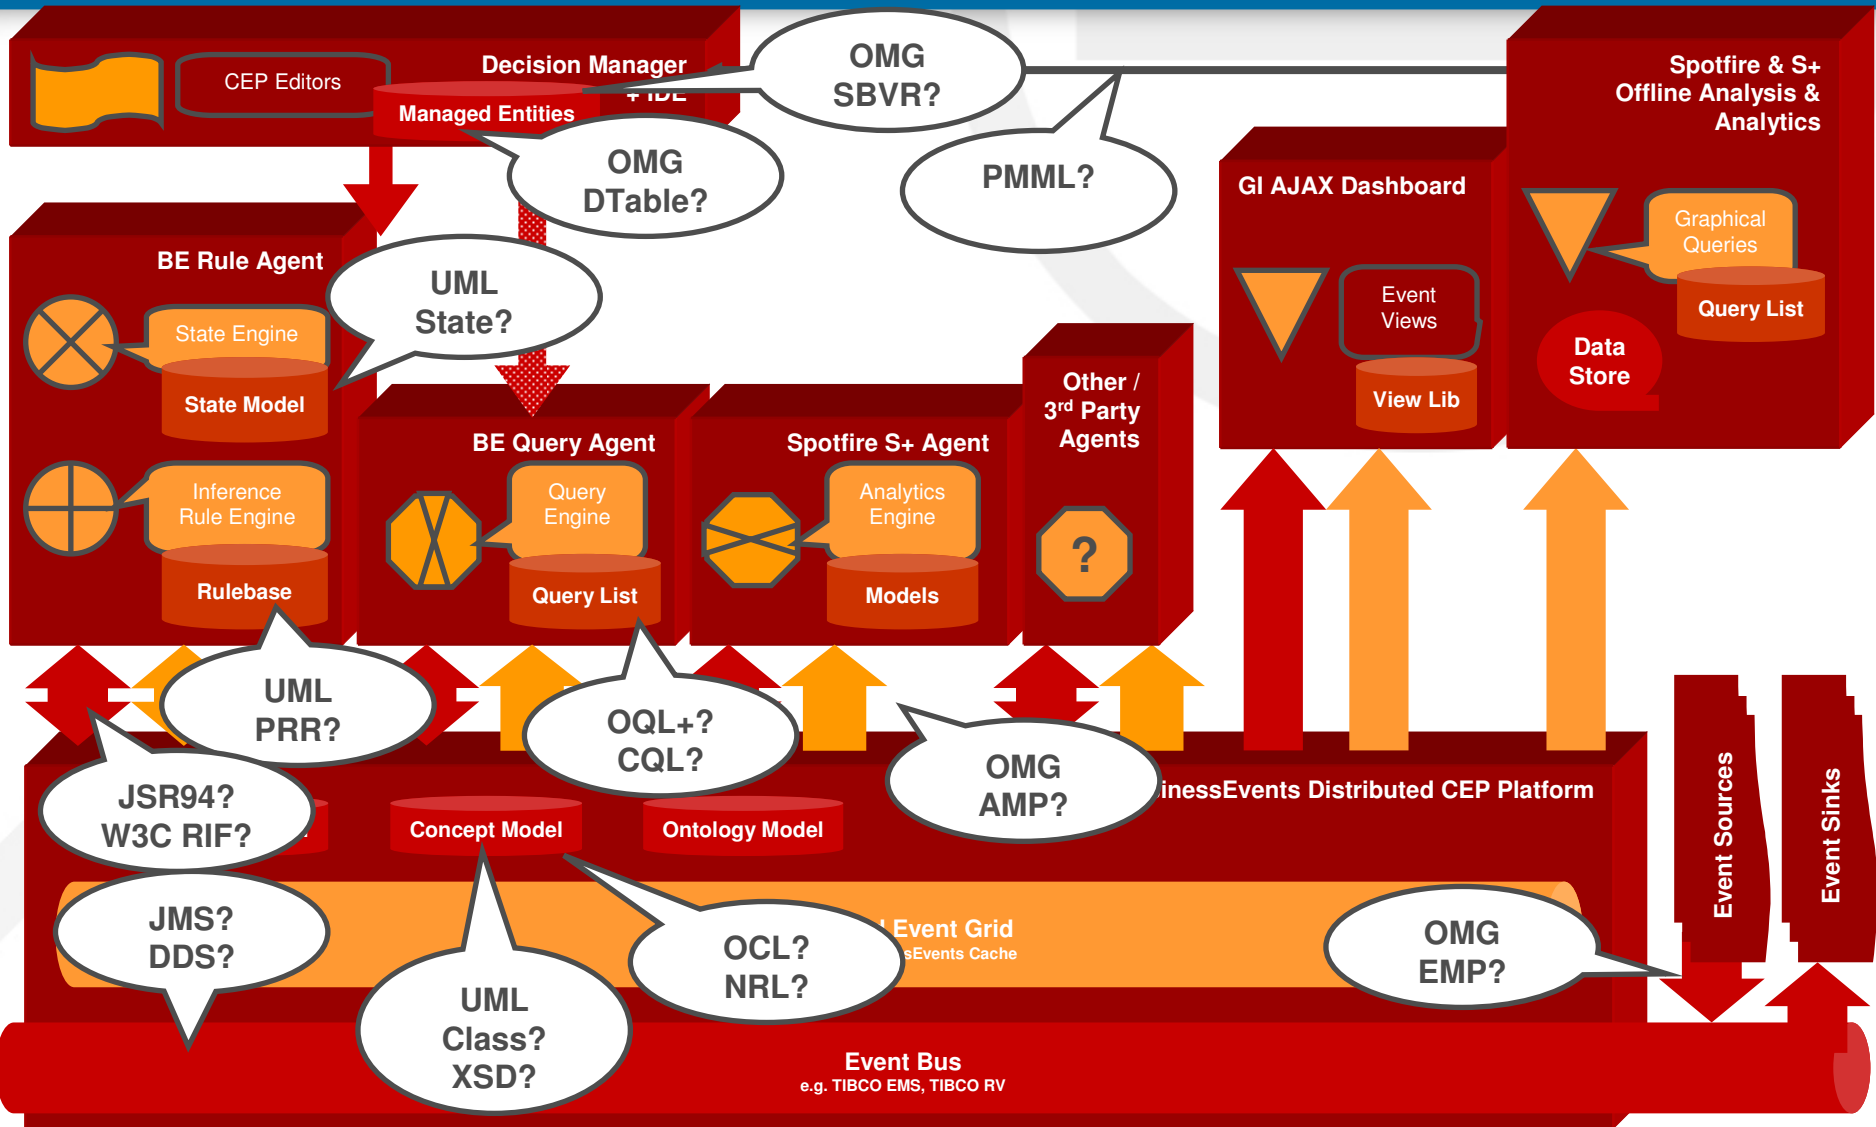 Decision Manager
+ IDE
CEP Editors
Managed Entities
OMG
SBVR?
OMG
DTable?
PMML?
Spotfire & S+
Offline Analysis &
Analytics
GI AJAX Dashboard
Graphical
Queries
Query List
Event
Views
View Lib
Data
Store
BE Rule Agent
UML
State?
State Engine
State Model
Inference
Rule Engine
Rulebase
BE Query Agent
Query
Engine
Query List
Spotfire S+ Agent
Analytics
Engine
Models
Other /
3rd Party
Agents
?
UML
PRR?
OQL+?
CQL?
OMG
AMP?
JSR94?
W3C RIF?
inessEvents Distributed CEP Platform
Concept Model
Ontology Model
Event Sources
Event Sinks
JMS?
DDS?
Event Grid
sEvents Cache
OCL?
NRL?
OMG
EMP?
UML
Class?
XSD?
Event Bus
e.g. TIBCO EMS, TIBCO RV